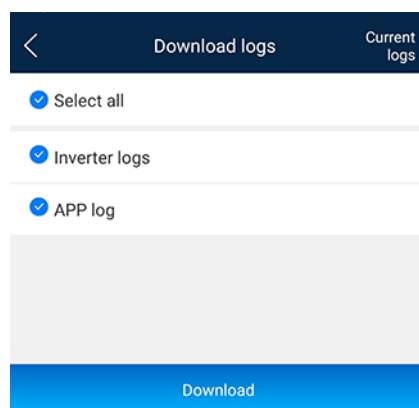 Download logs
Current
logs
Select all
Inverter logs
APP log
Download